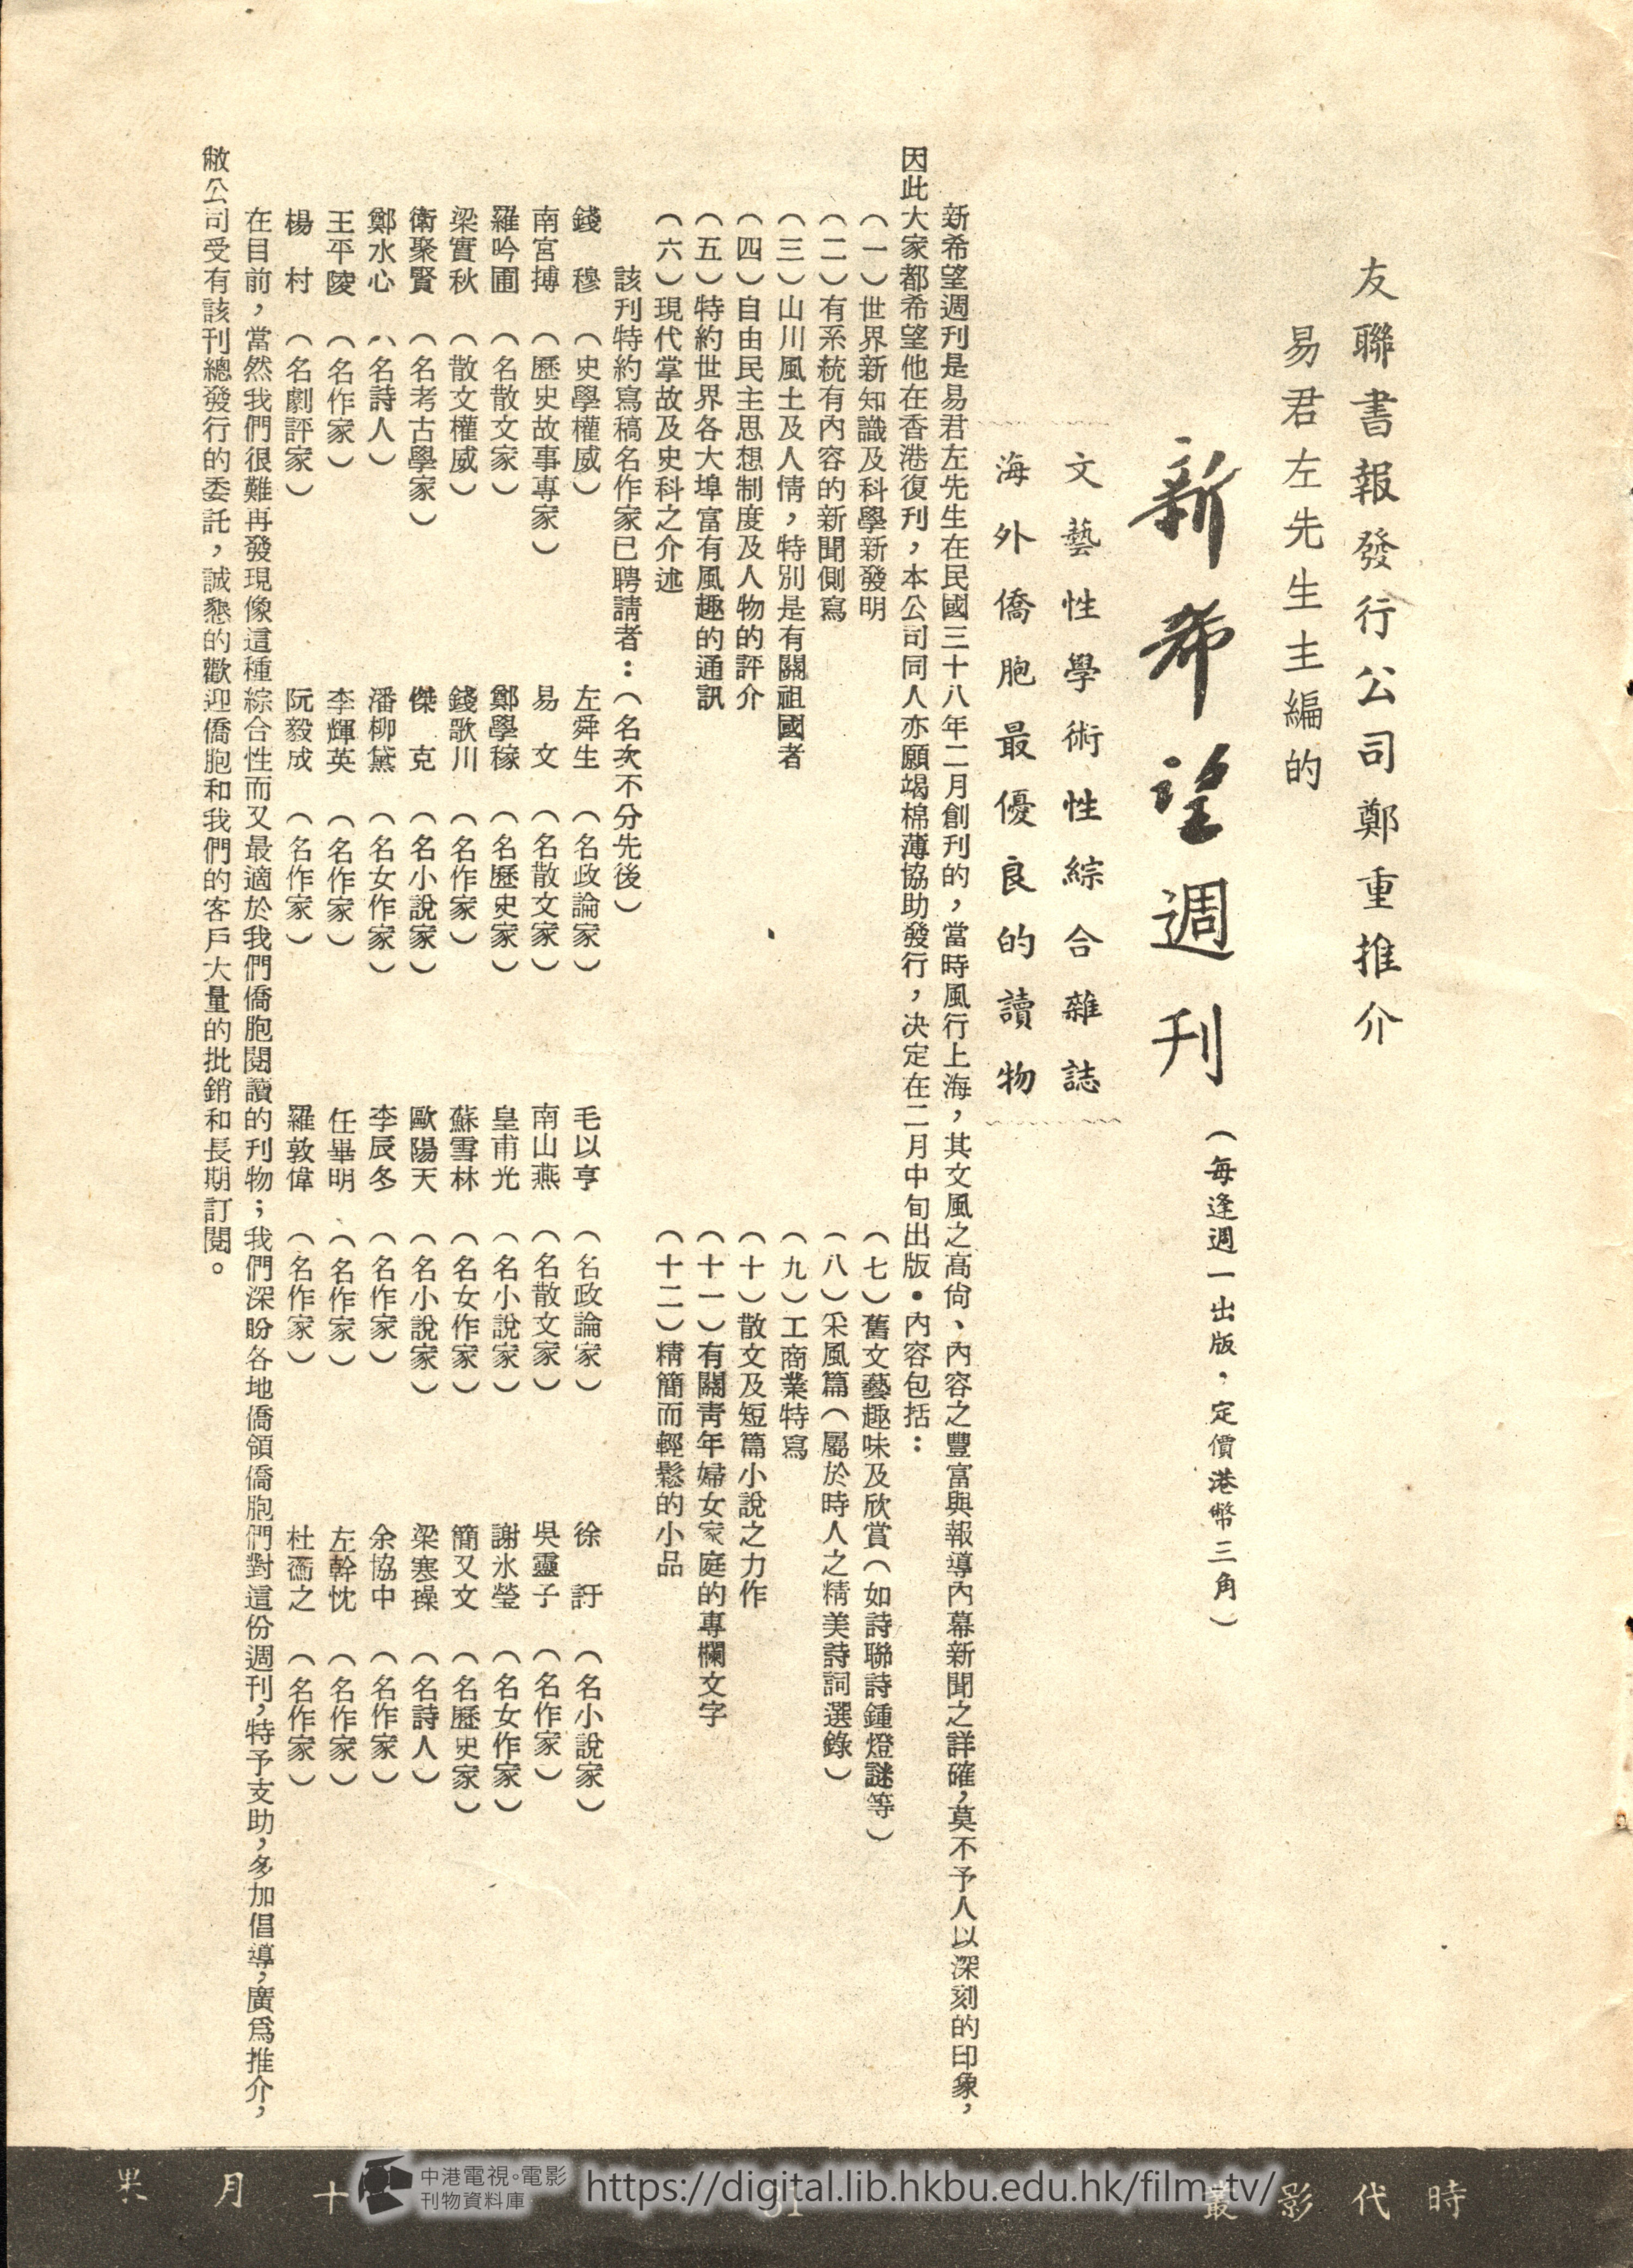 友聯書報發行公司鄭重推介
易君左先生主編的
新希望週刊
(每逢週一出版,定價港幣三角)
文藝性學術性綜合雜誌
海外僑胞最優良的讀物
新希望週刊是易君左先生在民國三十八年二月創刊的,當時風行上海,其文風之高尙、內容之豐富與報導內幕新聞之詳確,莫不予人以深刻的印象,
因此大家都希望他在香港復刊,本公司同人亦願竭棉薄協助發行,決定在二月中旬出版•內容包括:
(一)世界新知識及科學新發明
(二)有系統有內容的新聞側寫
(三)山川風土及人情,特別是有關祖國者
(四)自由民主思想制度及人物的評介
(五)特約世界各大埠富有風趣的通訊
(六)現代掌故及史科之介述
(七)舊文藝趣味及欣賞(如詩聯詩鍾燈謎等)
(八)采風篇(屬於時人之精美詩詞選錄)
(九)工商業特寫
(十)散文及短篇小說之力作
(十一)有關靑年婦女家庭的專欄文字
(十二)精簡而輕鬆的小品
該刊特約寫稿名作家已聘請者:(名次不分先後)
錢 穆 (史學權威) 左舜生 (名政論家) 毛以亨 (名政論家) 徐 訏 (名小說家)
南宮搏 (歷史故事專家) 易 文 (名散文家) 南山燕 (名散文家) 吳靈子 (名作家)
羅吟圃 (名散文家) 鄭學稼 (名歷史家) 皇甫光 (名小說家) 謝氷瑩 (名女作家)
梁實秋 (散文權威) 錢歌川 (名作家) 蘇雪林 (名女作家) 簡又文 (名歷史家)
衛聚賢 (名考古學家) 傑 克 (名小說家) 歐陽天 (名小說家) 梁寒操 (名詩人)
鄭水心 (名詩人) 潘柳黛 (名女作家) 李辰冬 (名作家) 余協中 (名作家)
王平陵 (名作家) 李輝英 (名作家) 任畢明 (名作家) 左幹忱 (名作家)
楊 村 (名劇評家) 阮毅成 (名作家) 羅敦偉 (名作家) 杜蘅之 (名作家)
在目前,當然我們很難再發現像這種綜合性而又最適於我們僑胞閱讀的刊物;我們深盼各地僑領僑胞們對這份週刊,特予支助,多加倡導,廣爲推介,
敝公司受有該刊總發行的委託,誠懇的歡迎僑胞和我們的客戶大量的批銷和長期訂閱。
時代影叢
十月
中港電視。電影
刊物資料庫
https://digital.lib.hkbu.edu.hk/film_tv/